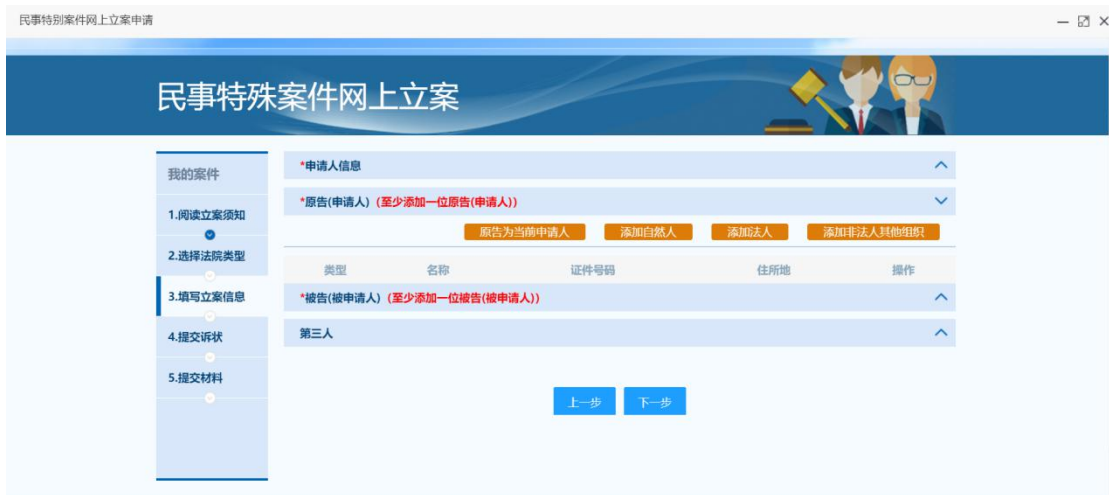 民事特别案件网上立案申请
民事特殊案件网上立案
我的案件
1.阅读立案须知
2.选择法院类型
3.填写立案信息
4.提交诉状
5.提交材料
*申请人信息
*原告(申请人) (至少添加一位原告(申请人))
原告为当前申请人 添加自然人 添加法人 添加非法人其他组织
类型 名称 证件号码 住所地 操作
*被告(被申请人) (至少添加一位被告(被申请人))
第三人
上一步 下一步